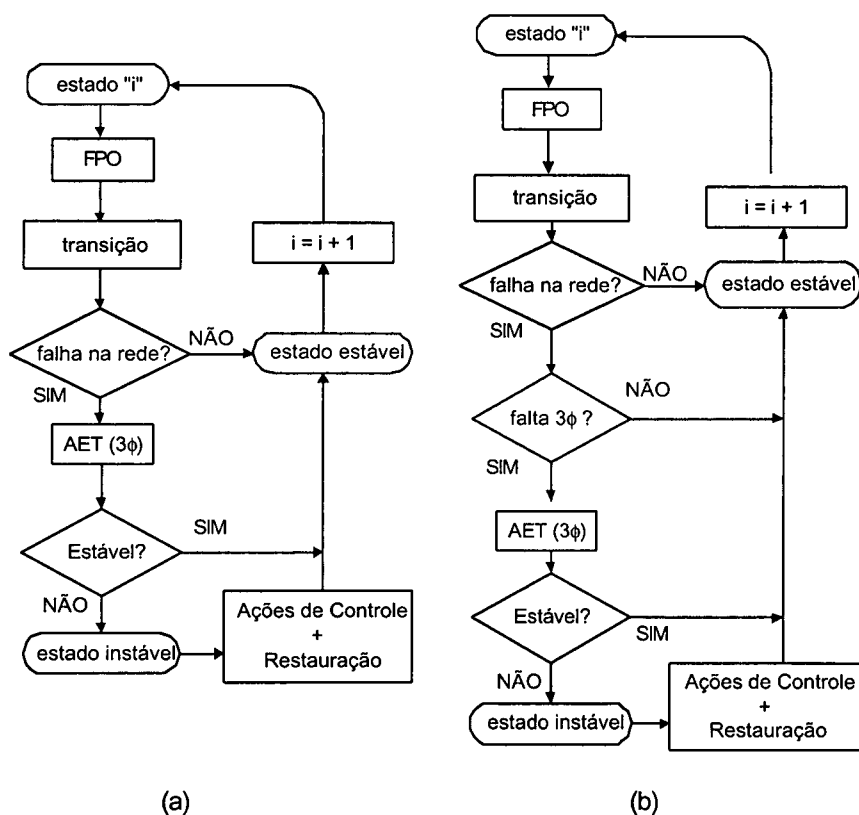 estado "i"
FPO
transição
i = i + 1
falha na rede?
NÃO
estado estável
SIM
AET (3ϕ)
Estável?
SIM
NÃO
estado instável
Ações de Controle
+
Restauração
(a)
estado "i"
FPO
transição
i = i + 1
falha na rede?
NÃO
estado estável
SIM
falta 3ϕ ?
NÃO
SIM
AET (3ϕ)
Estável?
SIM
NÃO
estado instável
Ações de Controle
+
Restauração
(b)